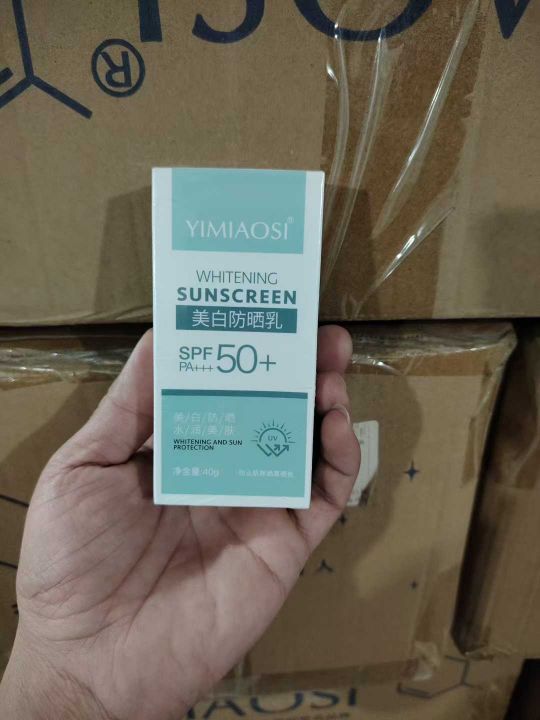 ®
YIMIAOSI®
WHITENING
SUNSCREEN
美白防晒乳
SPF 50+
PA+++
美/白/防/晒
水/润/美/肤
WHITENING AND SUN
PROTECTION
UV
净含量:40g
MIAOSI